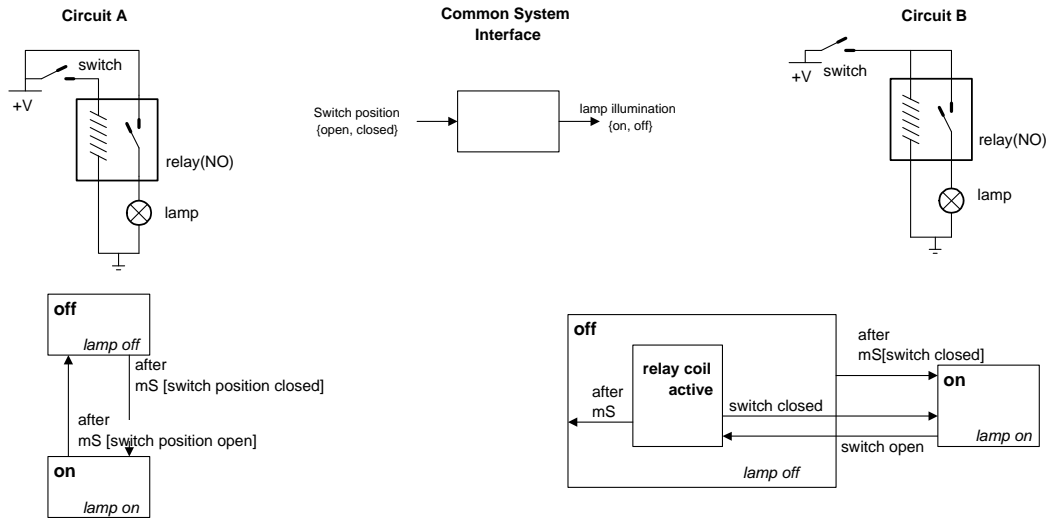 Circuit A
switch
+V
relay(NO)
lamp
Common System
Interface
Switch position
{open, closed}
lamp illumination
{on, off}
Circuit B
+V
switch
relay(NO)
lamp
off
lamp off
after
mS [switch position closed]
after
mS [switch position open]
on
lamp on
off
relay coil
active
after
mS
switch closed
switch open
lamp off
after
mS[switch closed]
on
lamp on